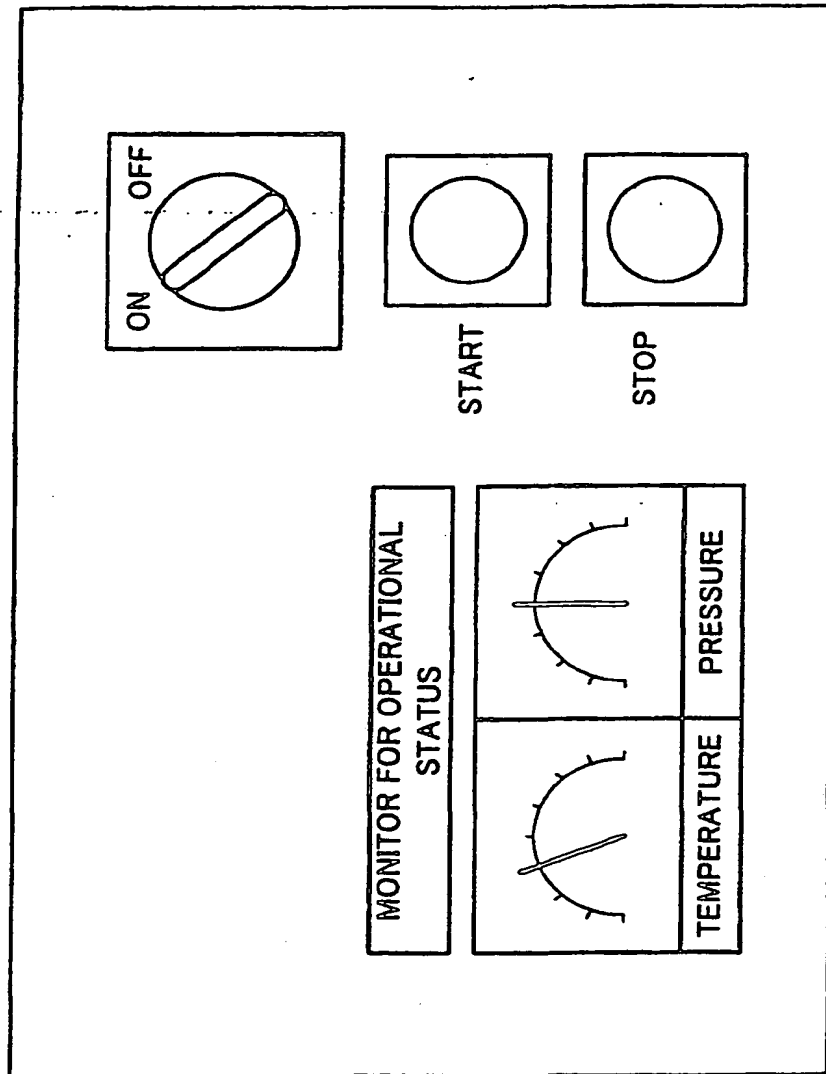 MONITOR FOR OPERATIONAL
STATUS
TEMPERATURE
PRESSURE
ON
OFF
START
STOP